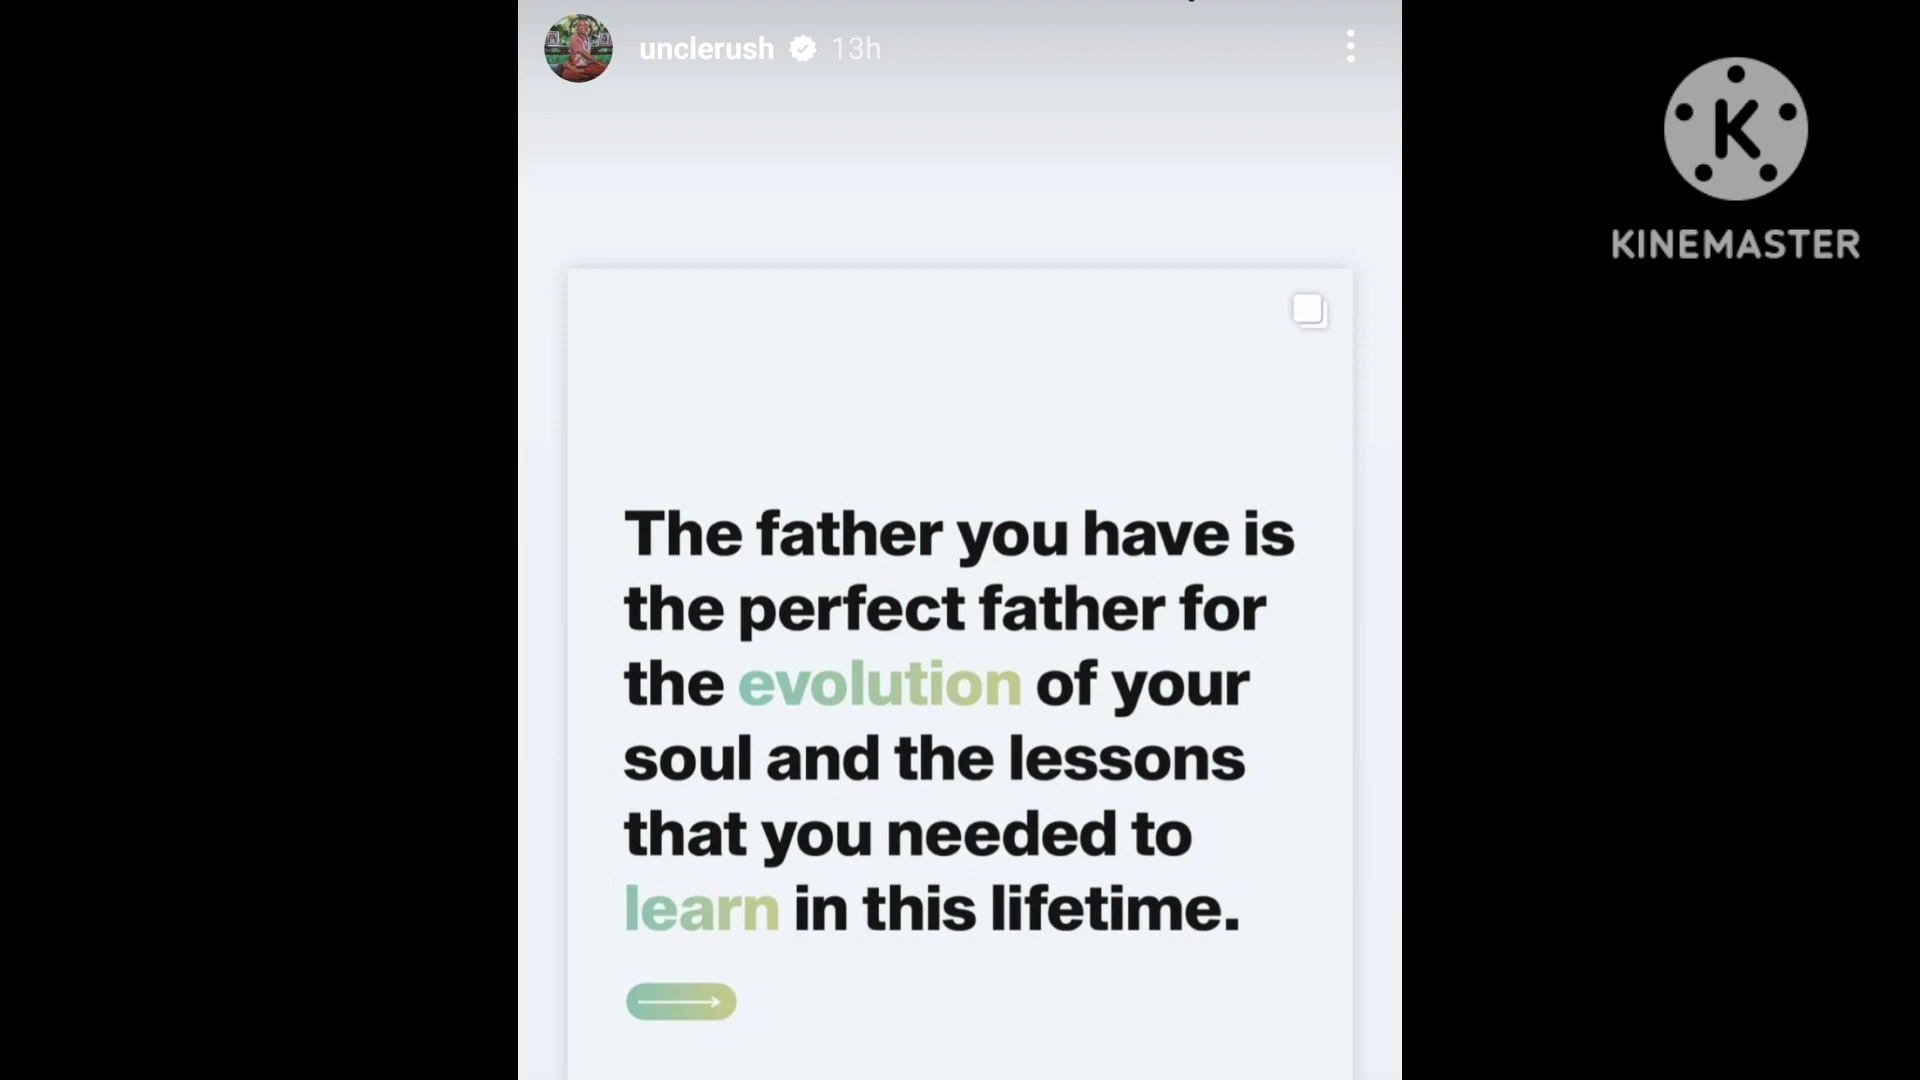 unclerush 13h
KINEMASTER
The father you have is
the perfect father for
the evolution of your
soul and the lessons
that you needed to
learn in this lifetime.